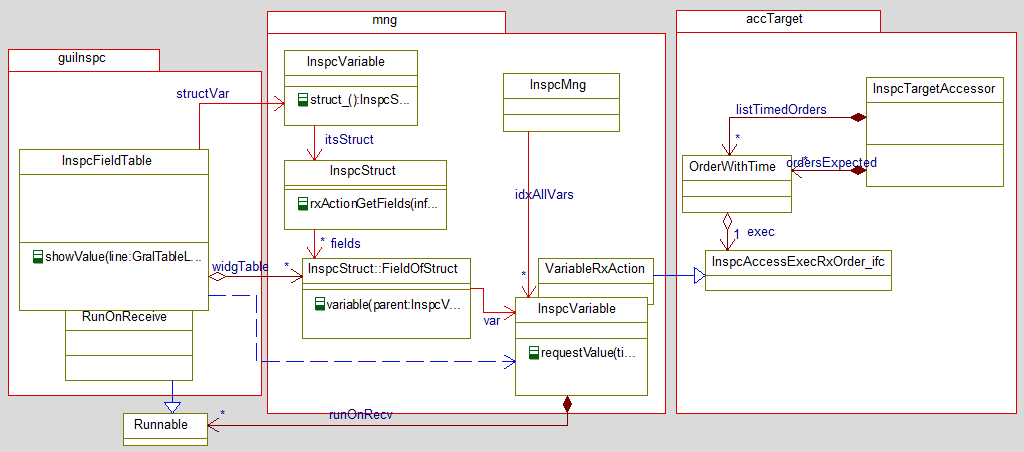 mng
accTarget
guiInspc
InspcVariable
struct_():InspcS...
structVar
itsStruct
InspcMng
InspcTargetAccessor
listTimedOrders
*
InspcFieldTable
showValue(line:GralTableL...
InspcStruct
rxActionGetFields(inf...
OrderWithTime
ordersExpected
*
idxAllVars
*
* fields
1 exec
widgTable
*
InspcStruct::FieldOfStruct
variable(parent:InspcV...
VariableRxAction
InspcAccessExecRxOrder_ifc
var
InspcVariable
requestValue(ti...
RunOnReceive
runOnRecv
*
Runnable